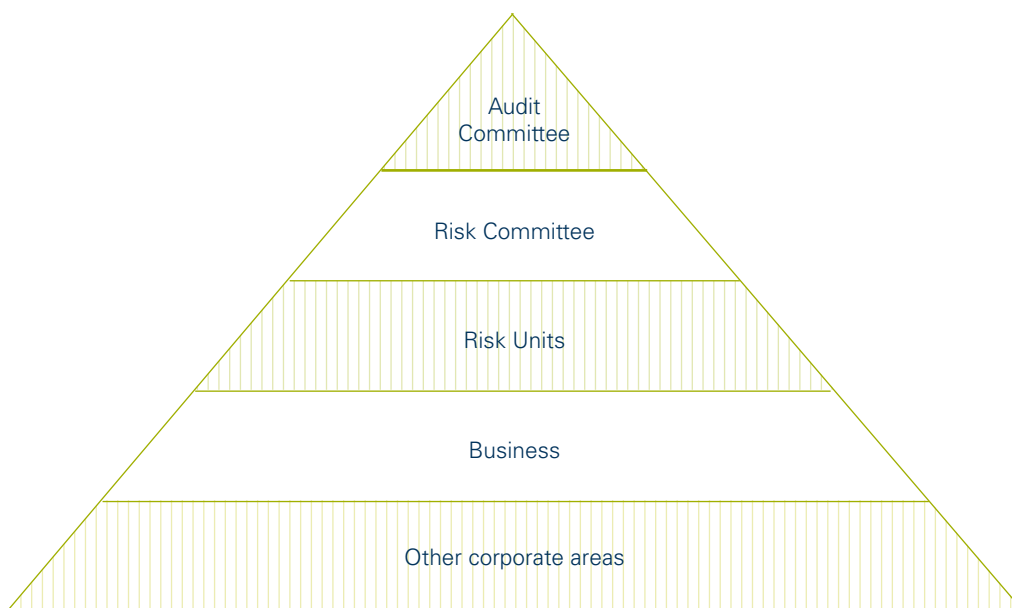 Audit
Committee
Risk Committee
Risk Units
Business
Other corporate areas